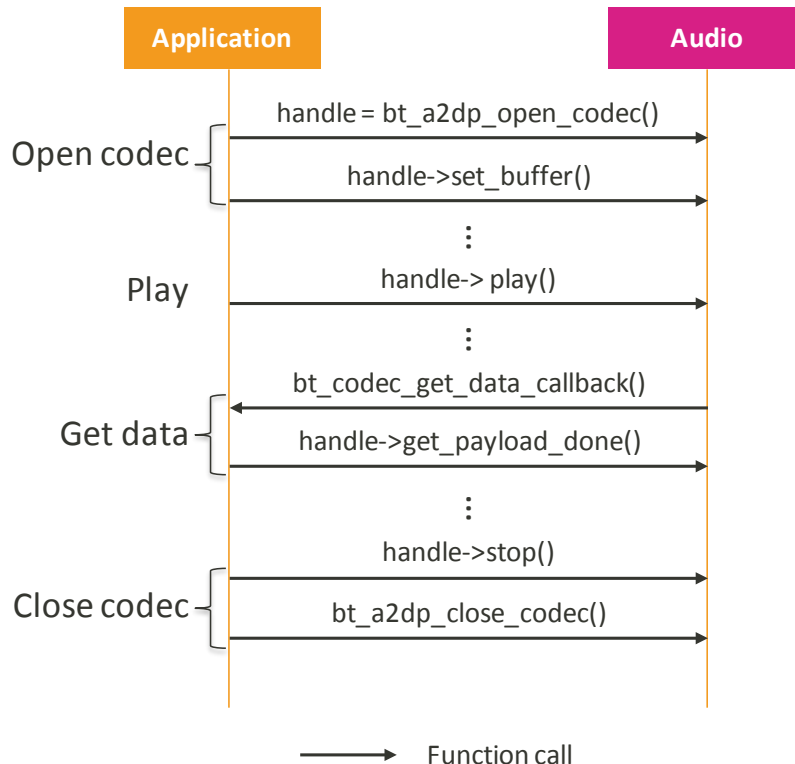 Application
Audio
handle = bt_a2dp_open_codec()
Open codec
handle->set_buffer()
Play
handle-> play()
bt_codec_get_data_callback()
Get data
handle->get_payload_done()
handle->stop()
Close codec
bt_a2dp_close_codec()
Function call